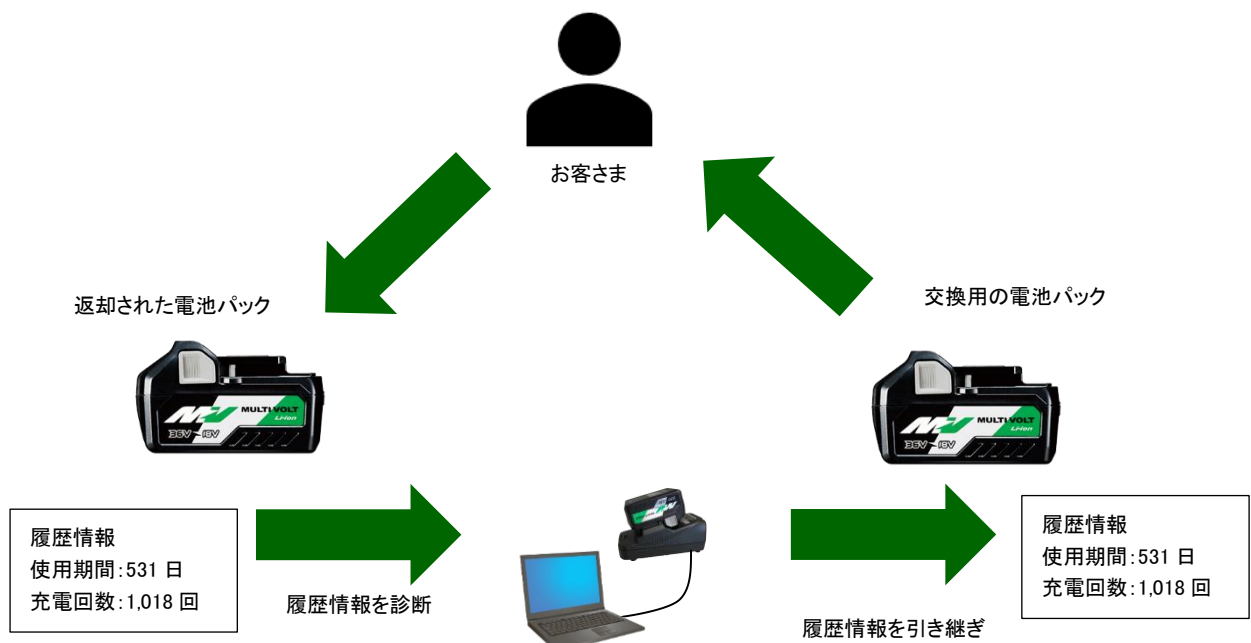 お客さま
返却された電池パック
交換用の電池パック
MV MULTI VOLT
Li-ion
36V⇔18V
MV MULTI VOLT
Li-ion
36V⇔18V
履歴情報
使用期間:531 日
充電回数:1,018 回
履歴情報を診断
履歴情報を引き継ぎ
履歴情報
使用期間:531 日
充電回数:1,018 回